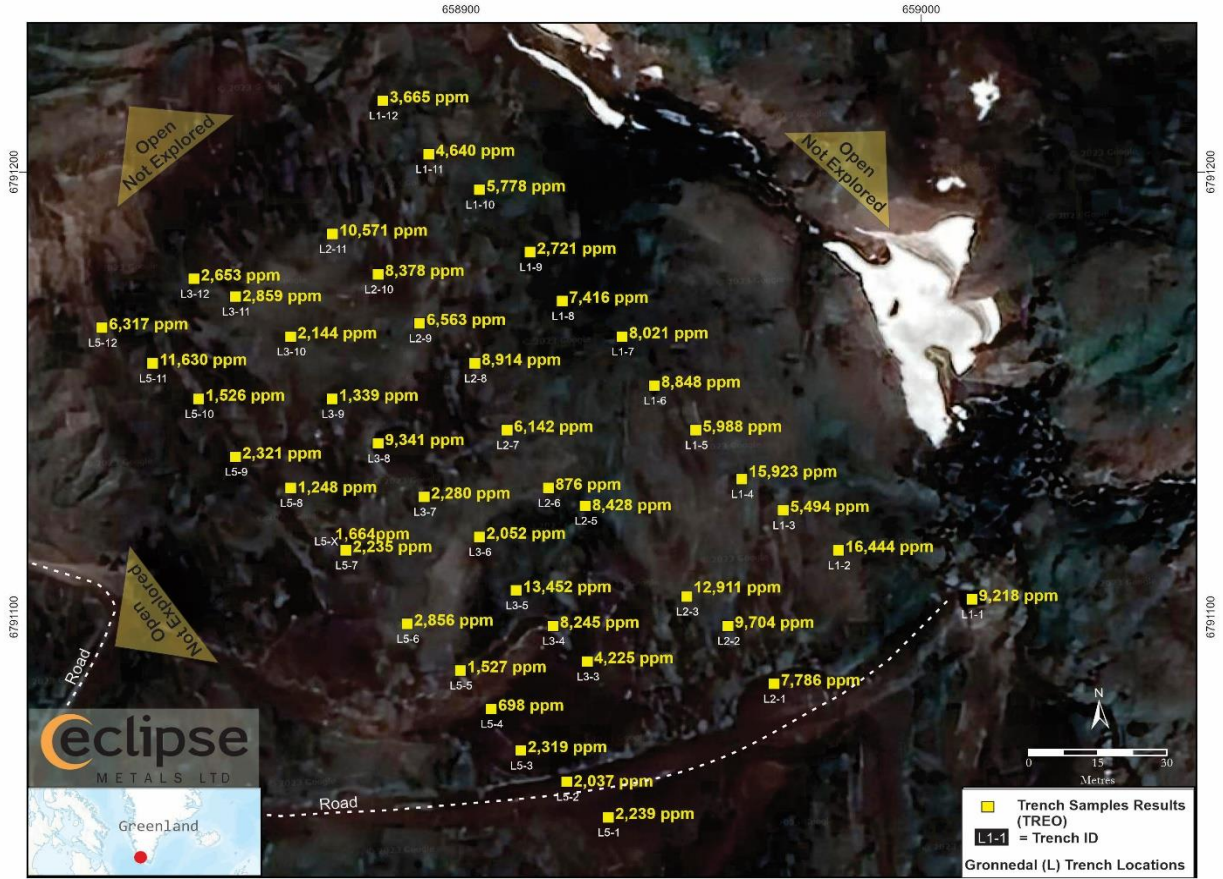 658900
659000
3,665 ppm
L1-12
Open
Not Explored
Open
Not Explored
4,640 ppm
L1-11
6791200
6791200
5,778 ppm
L1-10
10,571 ppm
L2-11
2,721 ppm
L1-9
8,378 ppm
L2-10
2,653 ppm
L3-12
2,859 ppm
L3-11
7,416 ppm
L1-8
6,317 ppm
L5-12
6,563 ppm
L2-9
2,144 ppm
L3-10
8,021 ppm
L1-7
11,630 ppm
L5-11
8,914 ppm
L2-8
8,848 ppm
L1-6
1,526 ppm
L5-10
1,339 ppm
L3-9
6,142 ppm
L2-7
5,988 ppm
L1-5
9,341 ppm
L3-8
2,321 ppm
L5-9
15,923 ppm
L1-4
1,248 ppm
L5-8
876 ppm
L2-6
2,280 ppm
L3-7
8,428 ppm
L2-5
5,494 ppm
L1-3
1,664ppm
L5-X
2,235 ppm
L5-7
2,052 ppm
L3-6
16,444 ppm
L1-2
Open
Not Explored
13,452 ppm
L3-5
12,911 ppm
L2-3
9,218 ppm
L1-1
6791100
6791100
2,856 ppm
L5-6
8,245 ppm
L3-4
9,704 ppm
L2-2
Road
1,527 ppm
L5-5
4,225 ppm
L3-3
7,786 ppm
L2-1
698 ppm
L5-4
N
eclipse
METALS LTD
2,319 ppm
L5-3
0 15 30
Metres
2,037 ppm
L5-2
Road
2,239 ppm
L5-1
Greenland
Trench Samples Results
(TREO)
L1-1 = Trench ID
Gronnedal (L) Trench Locations